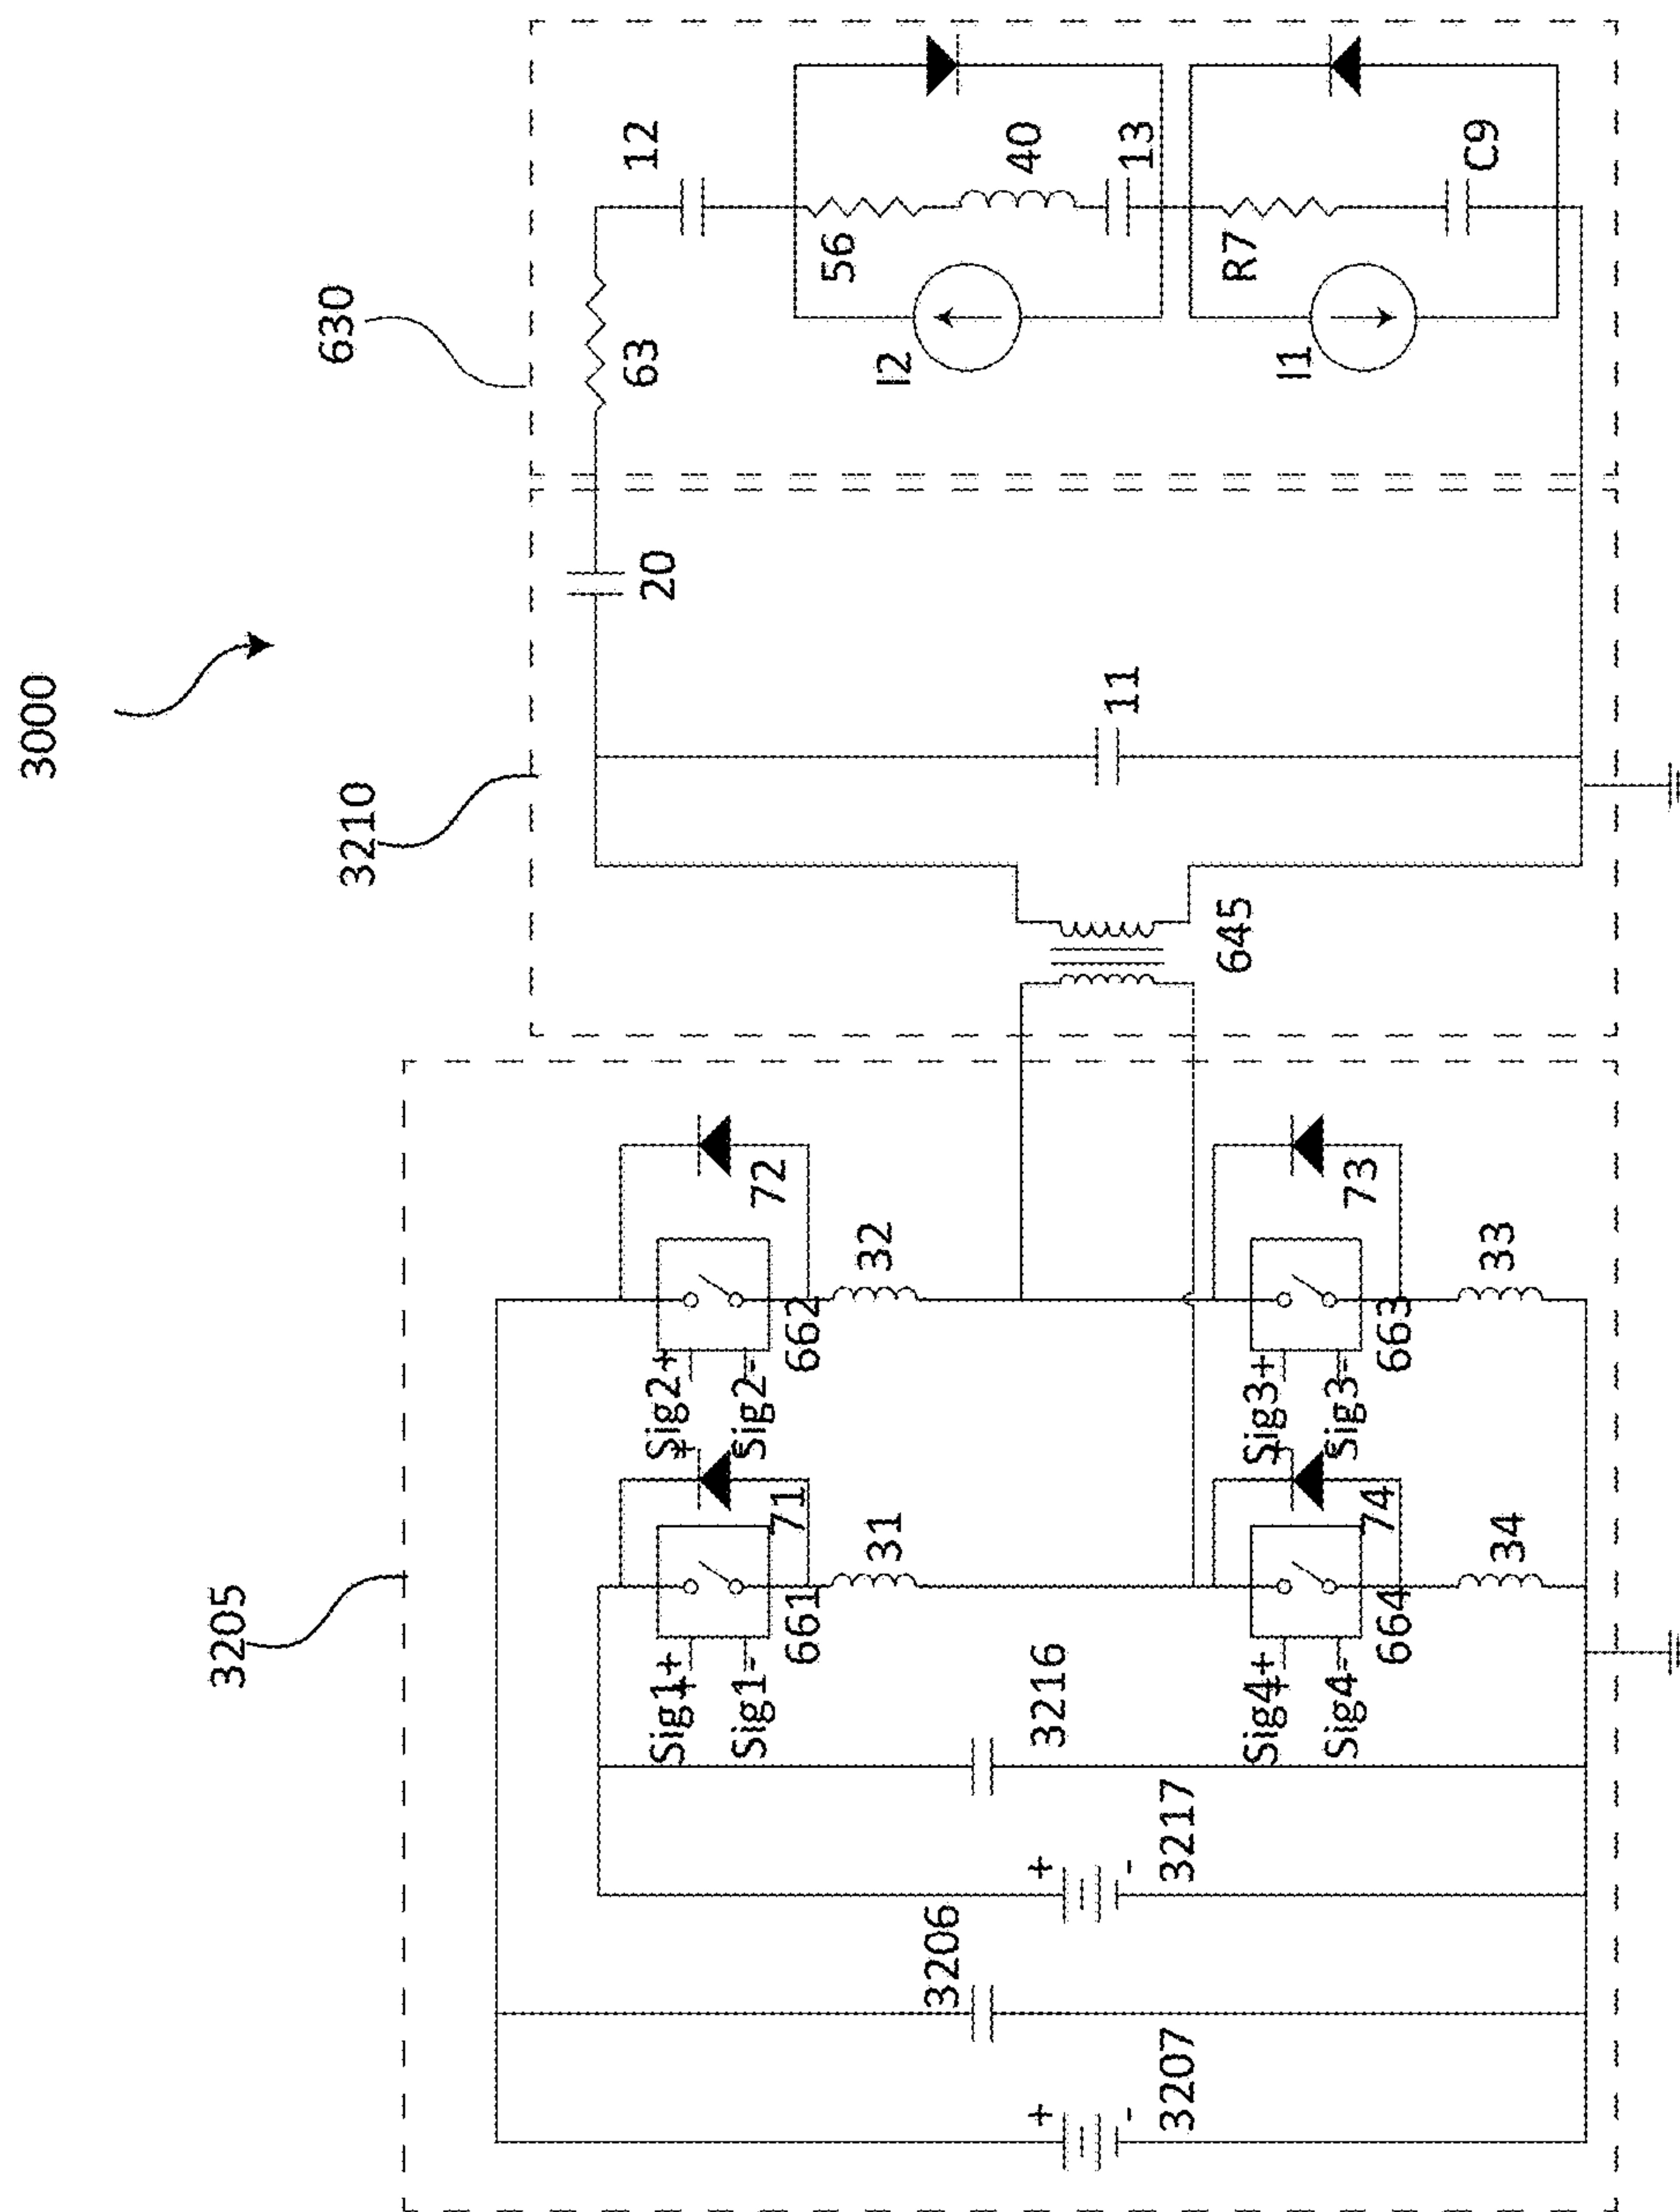 3000
3205
3210
630
3207
3206
3217
3216
Sig1+
Sig1-
661
71
31
Sig2+
Sig2-
662
72
32
Sig4+
Sig4-
664
74
34
Sig3+
Sig3-
663
73
33
645
11
20
63
12
56
40
13
I2
R7
C9
I1
+
-
+
-